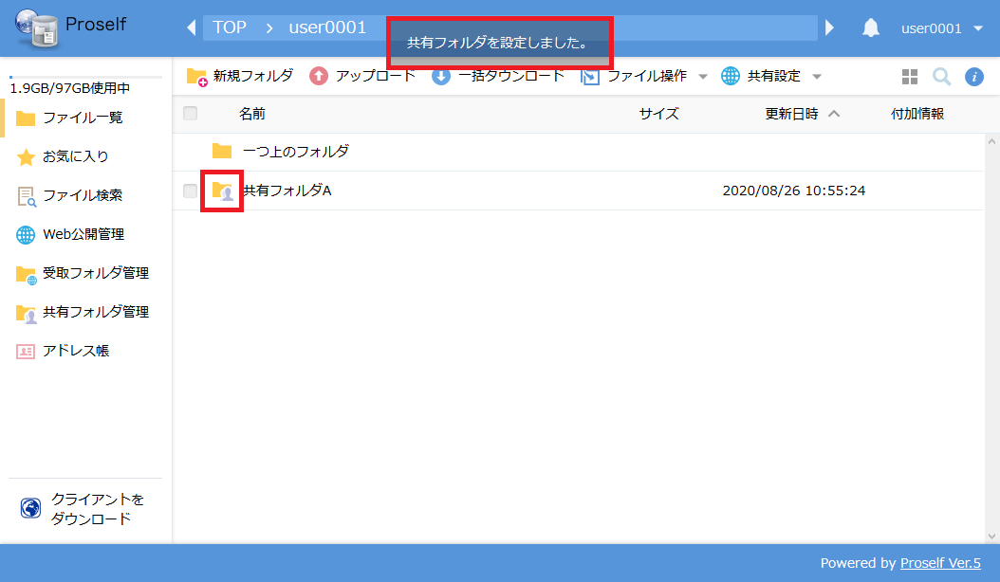 Proself
TOP > user0001
共有フォルダを設定しました。
user0001
1.9GB/97GB使用中
新規フォルダ アップロード 一括ダウンロード ファイル操作 共有設定
ファイル一覧
お気に入り
ファイル検索
Web公開管理
受取フォルダ管理
共有フォルダ管理
アドレス帳
名前 サイズ 更新日時 付加情報
一つ上のフォルダ
共有フォルダA 2020/08/26 10:55:24
クライアントを
ダウンロード
Powered by Proself Ver.5